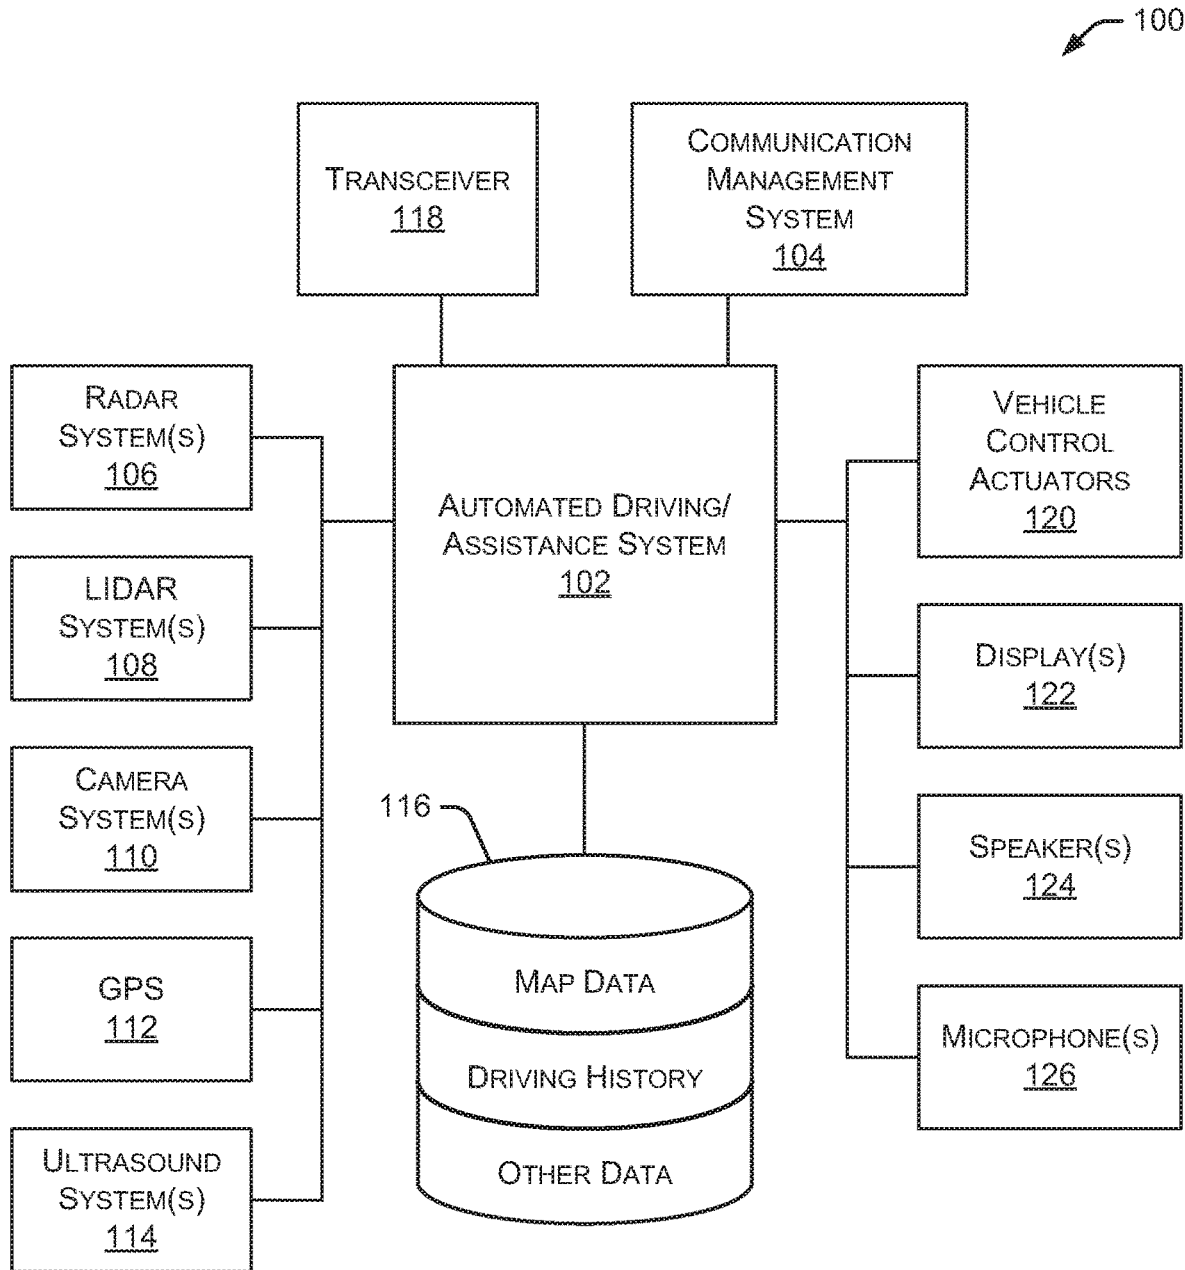 100
TRANSCEIVER
118
COMMUNICATION
MANAGEMENT
SYSTEM
104
RADAR
SYSTEM(S)
106
LIDAR
SYSTEM(S)
108
CAMERA
SYSTEM(S)
110
GPS
112
ULTRASOUND
SYSTEM(S)
114
AUTOMATED DRIVING/
ASSISTANCE SYSTEM
102
116
MAP DATA
DRIVING HISTORY
OTHER DATA
VEHICLE
CONTROL
ACTUATORS
120
DISPLAY(S)
122
SPEAKER(S)
124
MICROPHONE(S)
126